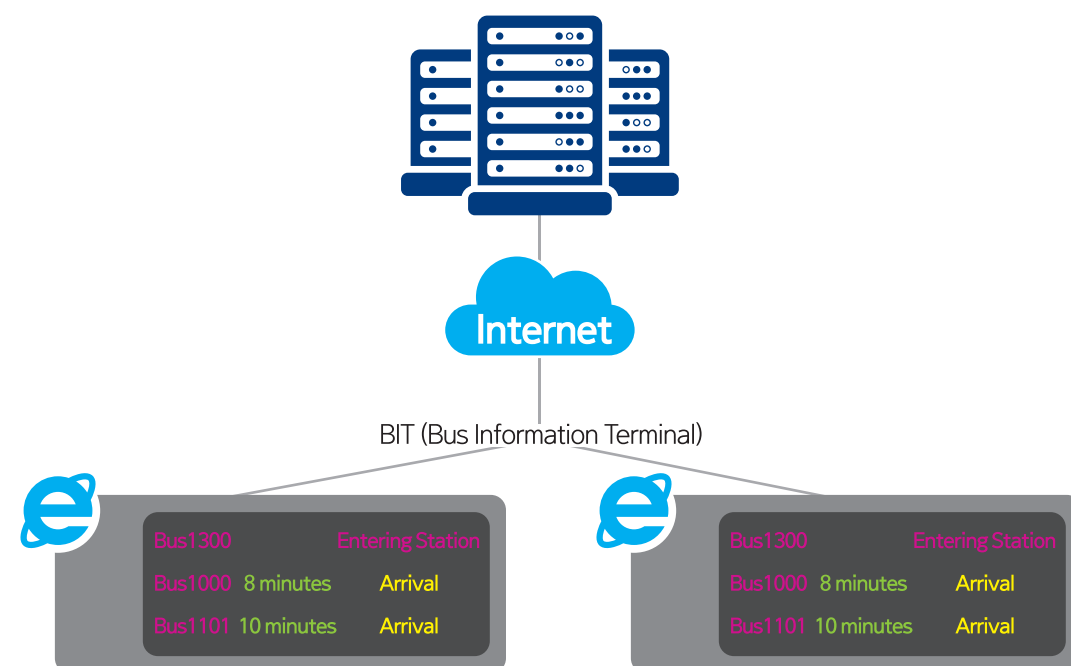 Internet
BIT (Bus Information Terminal)
Bus1300 Entering Station
Bus1000 8 minutes Arrival
Bus1101 10 minutes Arrival
Bus1300 Entering Station
Bus1000 8 minutes Arrival
Bus1101 10 minutes Arrival